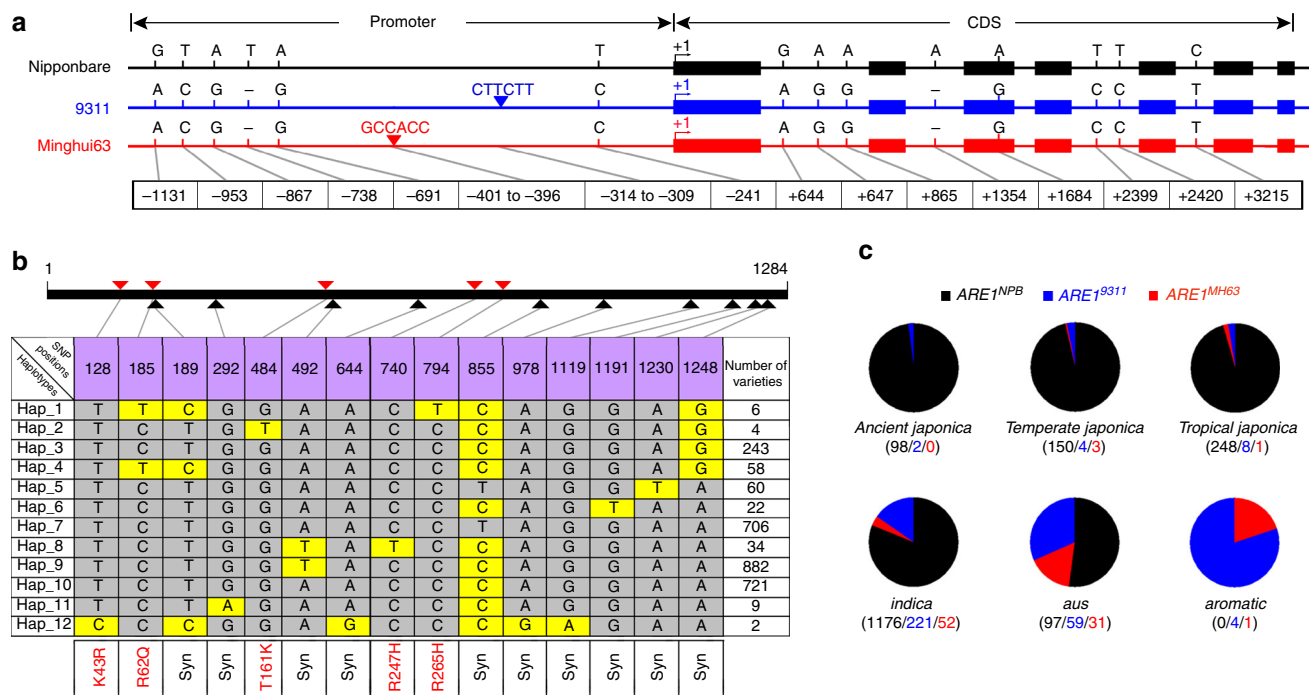 a
Promoter CDS
G T A T A T +1 G A A A A T T C
Nipponbare
A C G – G CTTCTT C +1 A G G – G C C T
9311
A C G – G GCCACC C +1 A G G – G C C T
Minghui63
–1131 –953 –867 –738 –691 –401 to –396 –314 to –309 –241 +644 +647 +865 +1354 +1684 +2399 +2420 +3215
b
1 1284
SNP positions Haplotypes 128 185 189 292 484 492 644 740 794 855 978 1119 1191 1230 1248 Number of varieties
Hap_1 T T C G G A A C T C A G G A G 6
Hap_2 T C T G T A A C C C A G G A G 4
Hap_3 T C T G G A A C C C A G G A G 243
Hap_4 T T C G G A A C C C A G G A G 58
Hap_5 T C T G G A A C C T A G G T A 60
Hap_6 T C T G G A A C C C A G T A A 22
Hap_7 T C T G G A A C C T A G G A A 706
Hap_8 T C T G G T A T C C A G G A A 34
Hap_9 T C T G G T A C C C A G G A A 882
Hap_10 T C T G G A A C C C A G G A A 721
Hap_11 T C T A G A A C C C A G G A A 9
Hap_12 C C C G G A G C C C G A G A A 2
K43R R62Q Syn Syn T161K Syn Syn R247H R265H Syn Syn Syn Syn Syn Syn
c
ARE1NPB ARE19311 ARE1MH63
Ancient japonica Temperate japonica Tropical japonica
(98/2/0) (150/4/3) (248/8/1)
indica aus aromatic
(1176/221/52) (97/59/31) (0/4/1)